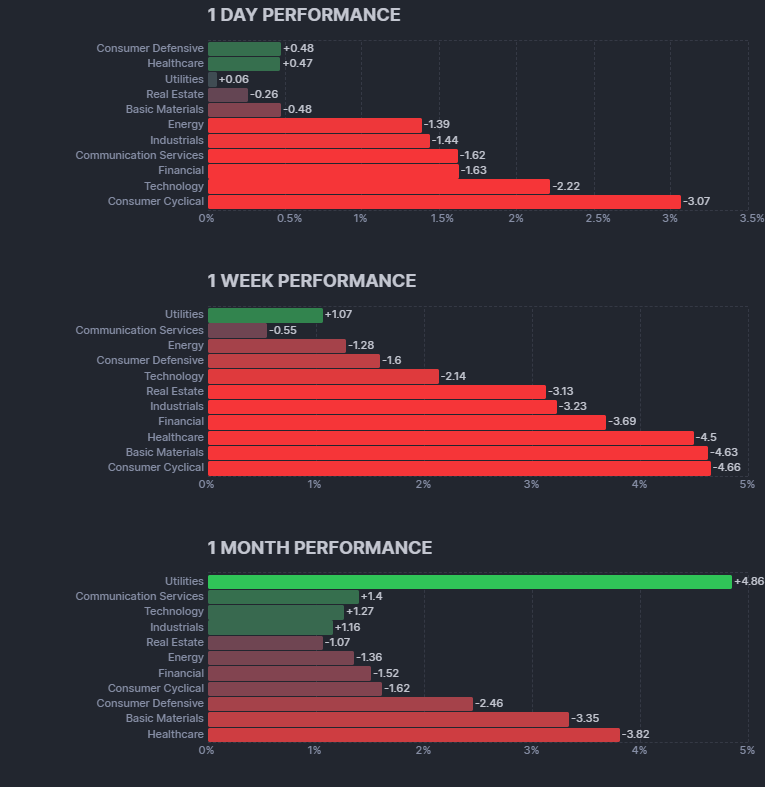 1 DAY PERFORMANCE
Consumer Defensive +0.48
Healthcare +0.47
Utilities +0.06
Real Estate -0.26
Basic Materials -0.48
Energy -1.39
Industrials -1.44
Communication Services -1.62
Financial -1.63
Technology -2.22
Consumer Cyclical -3.07
0% 0.5% 1% 1.5% 2% 2.5% 3% 3.5%
1 WEEK PERFORMANCE
Utilities +1.07
Communication Services -0.55
Energy -1.28
Consumer Defensive -1.6
Technology -2.14
Real Estate -3.13
Industrials -3.23
Financial -3.69
Healthcare -4.5
Basic Materials -4.63
Consumer Cyclical -4.66
0% 1% 2% 3% 4% 5%
1 MONTH PERFORMANCE
Utilities +4.86
Communication Services +1.4
Technology +1.27
Industrials +1.16
Real Estate -1.07
Energy -1.36
Financial -1.52
Consumer Cyclical -1.62
Consumer Defensive -2.46
Basic Materials -3.35
Healthcare -3.82
0% 1% 2% 3% 4% 5%